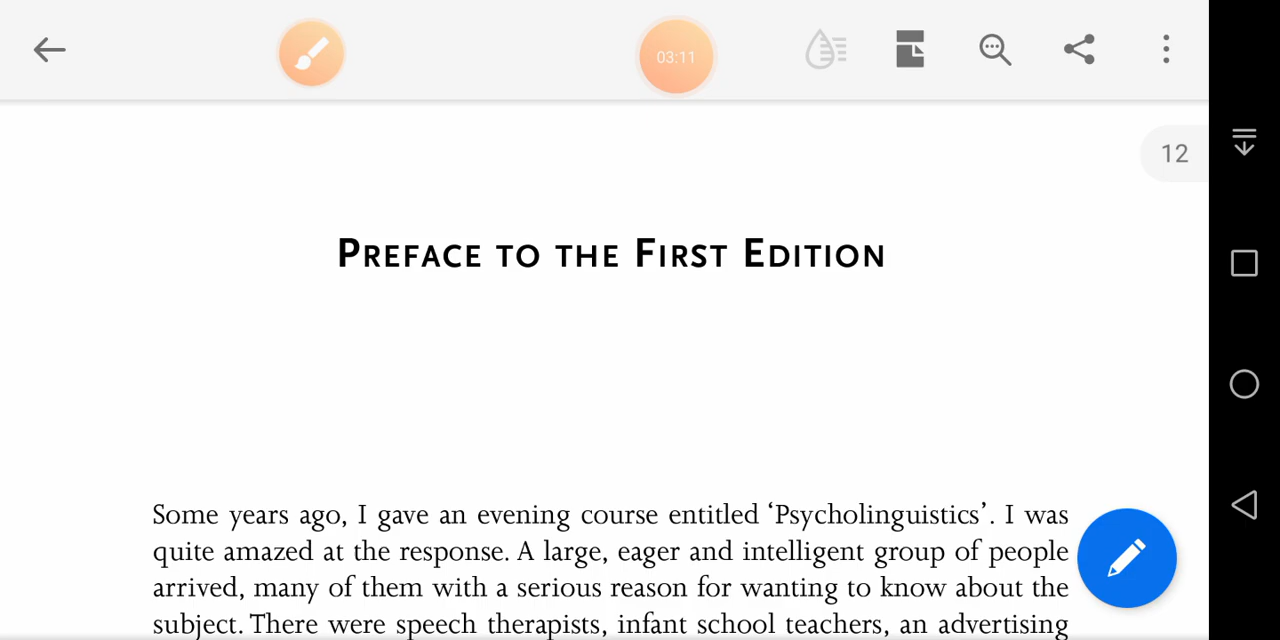 03:11
12
PREFACE TO THE FIRST EDITION
Some years ago, I gave an evening course entitled ‘Psycholinguistics’. I was
quite amazed at the response. A large, eager and intelligent group of people
arrived, many of them with a serious reason for wanting to know about the
subject. There were speech therapists, infant school teachers, an advertising